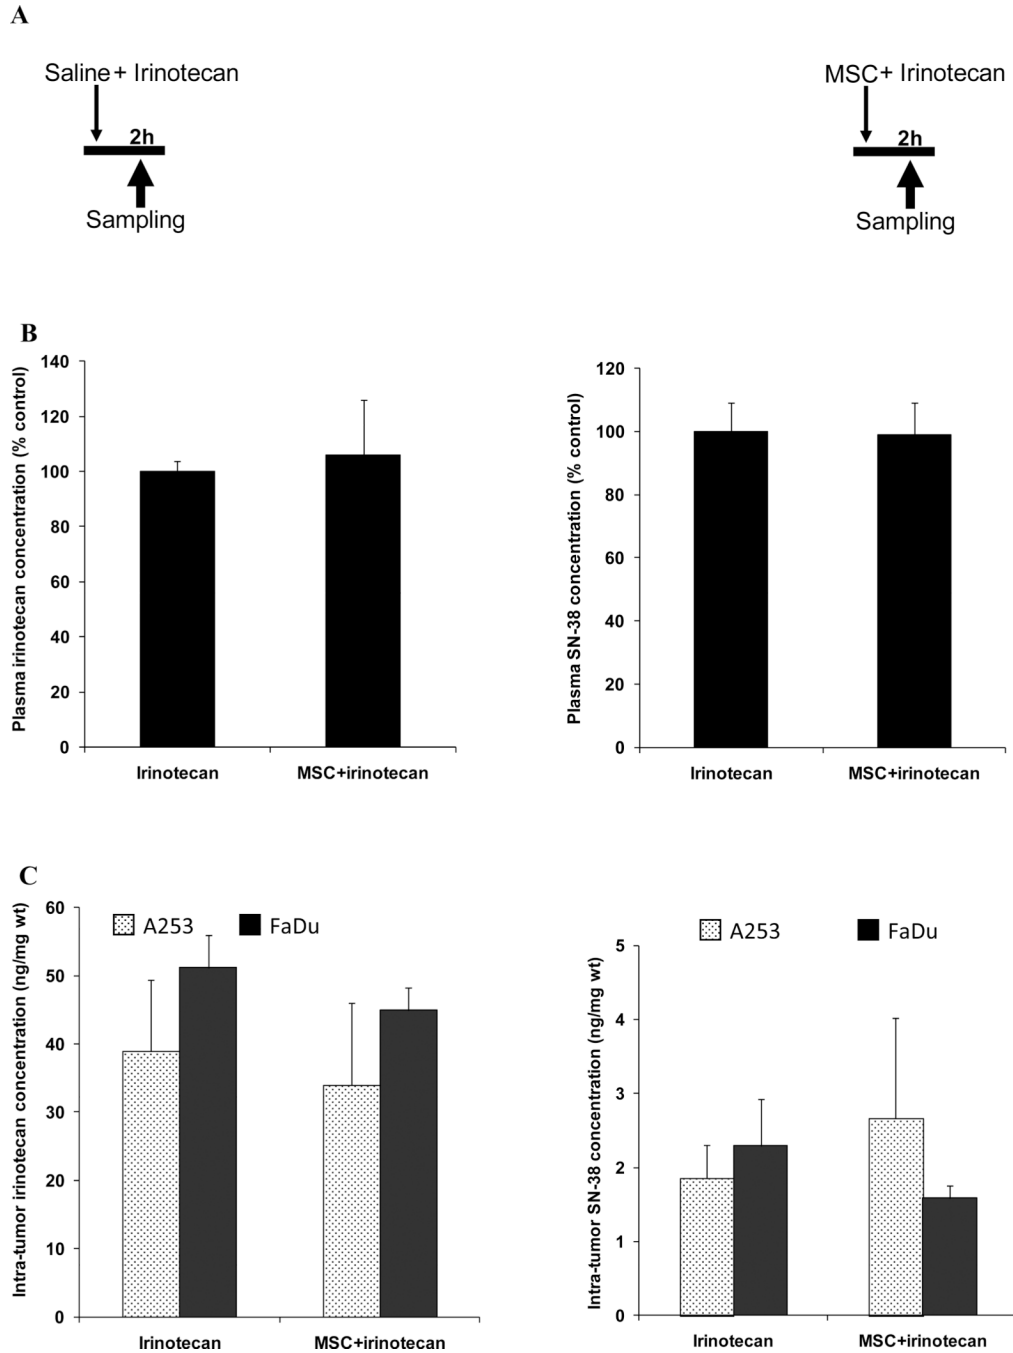 A
Saline + Irinotecan
MSC + Irinotecan
2h
2h
Sampling
Sampling
B
Plasma irinotecan concentration (% control)
140
120
100
80
60
40
20
0
Irinotecan
MSC+irinotecan
Plasma SN-38 concentration (% control)
120
100
80
60
40
20
0
Irinotecan
MSC+irinotecan
C
Intra-tumor irinotecan concentration (ng/mg wt)
60
50
40
30
20
10
0
A253
FaDu
Irinotecan
MSC+irinotecan
Intra-tumor SN-38 concentration (ng/mg wt)
5
4
3
2
1
0
A253
FaDu
Irinotecan
MSC+irinotecan